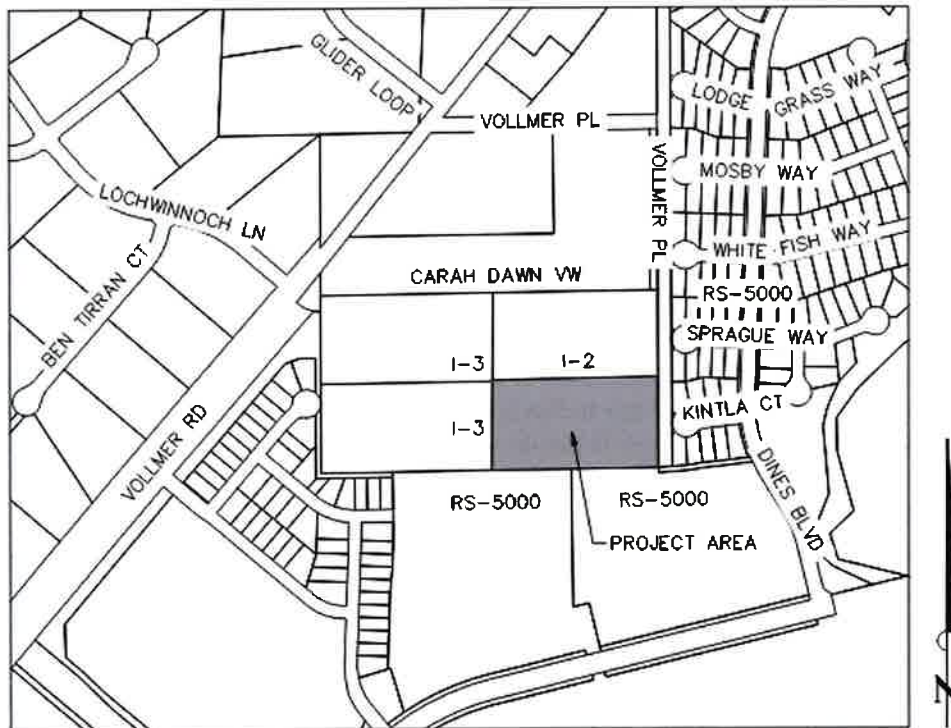 GLIDER LOOP
VOLLMER PL
LODGE GRASS WAY
VOLLMER PL
MOSBY WAY
LOCHWINNOCH LN
WHITE FISH WAY
BEN TIRRAN CT
CARAH DAWN VW
RS-5000
SPRAGUE WAY
I-3
I-2
KINTLA CT
I-3
VOLLMER RD
DINES BLVD
RS-5000
RS-5000
PROJECT AREA
N